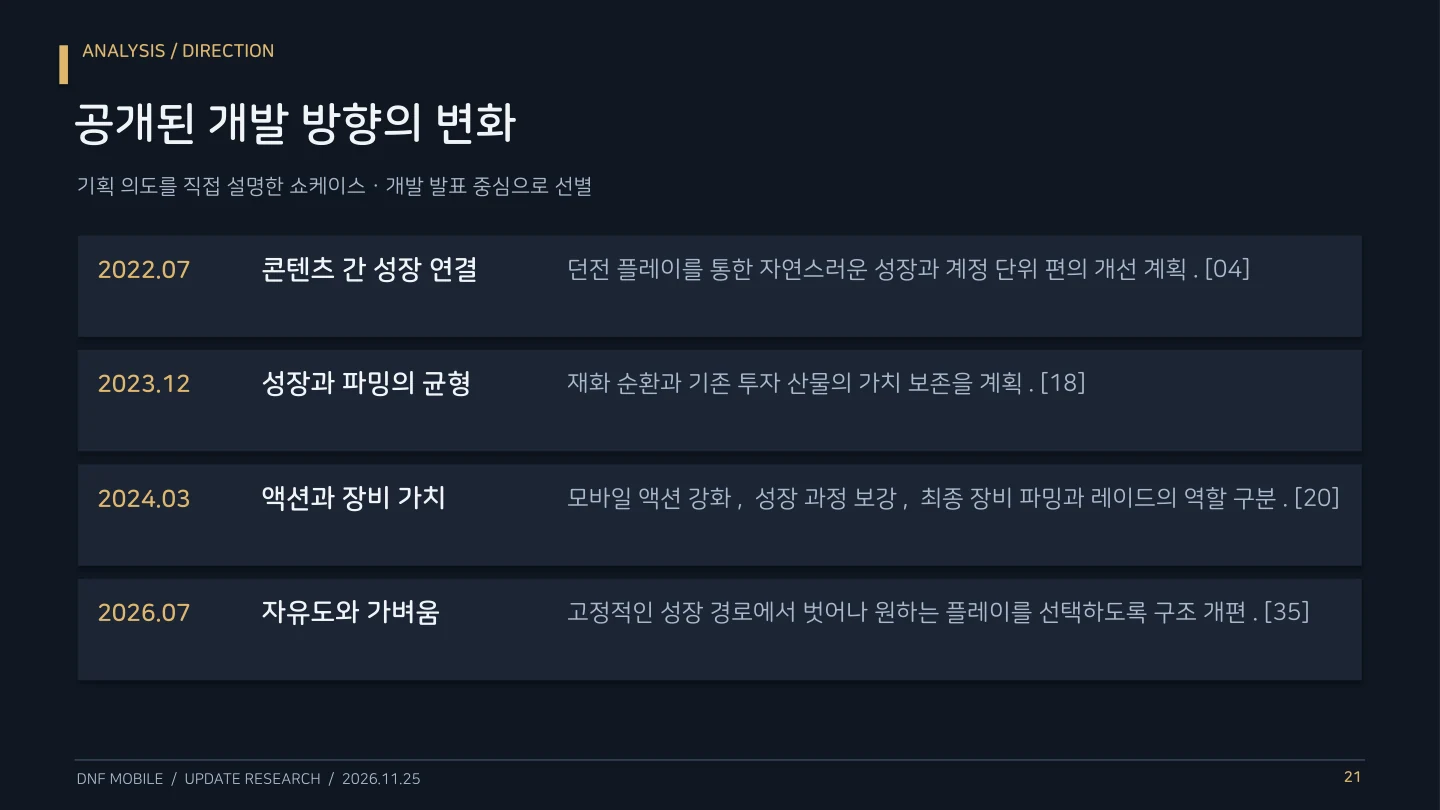 ANALYSIS / DIRECTION
공개된 개발 방향의 변화
기획 의도를 직접 설명한 쇼케이스 · 개발 발표 중심으로 선별
2022.07 콘텐츠 간 성장 연결 던전 플레이를 통한 자연스러운 성장과 계정 단위 편의 개선 계획 . [04]
2023.12 성장과 파밍의 균형 재화 순환과 기존 투자 산물의 가치 보존을 계획 . [18]
2024.03 액션과 장비 가치 모바일 액션 강화 , 성장 과정 보강 , 최종 장비 파밍과 레이드의 역할 구분 . [20]
2026.07 자유도와 가벼움 고정적인 성장 경로에서 벗어나 원하는 플레이를 선택하도록 구조 개편 . [35]
DNF MOBILE / UPDATE RESEARCH / 2026.11.25 21